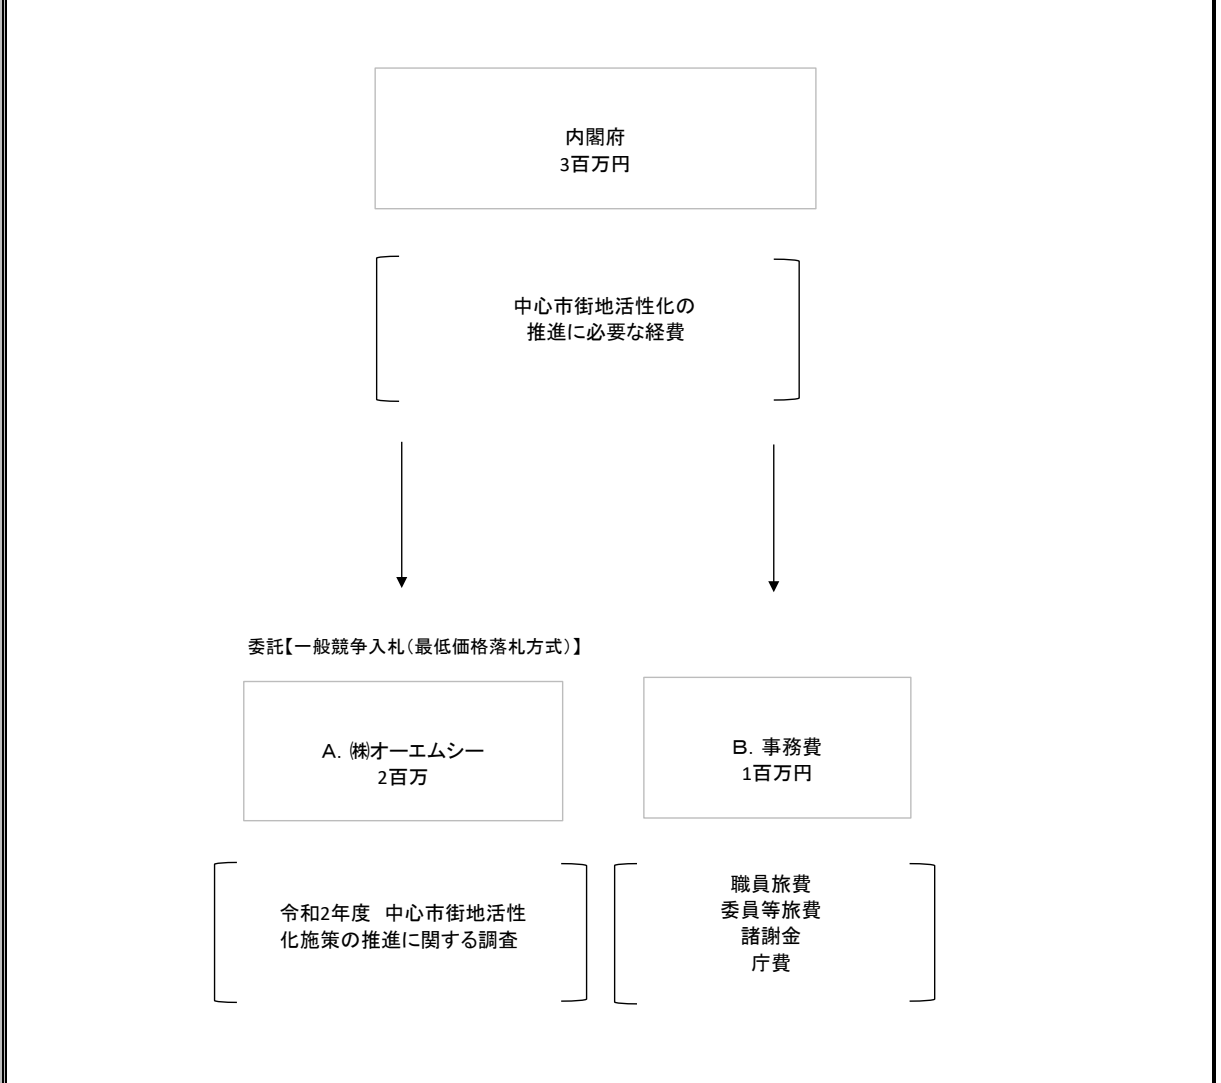 内閣府
3百万円
中心市街地活性化の
推進に必要な経費
委託【一般競争入札（最低価格落札方式）】
A．㈱オーエムシー
2百万
B．事務費
1百万円
令和2年度　中心市街地活性
化施策の推進に関する調査
職員旅費
委員等旅費
諸謝金
庁費